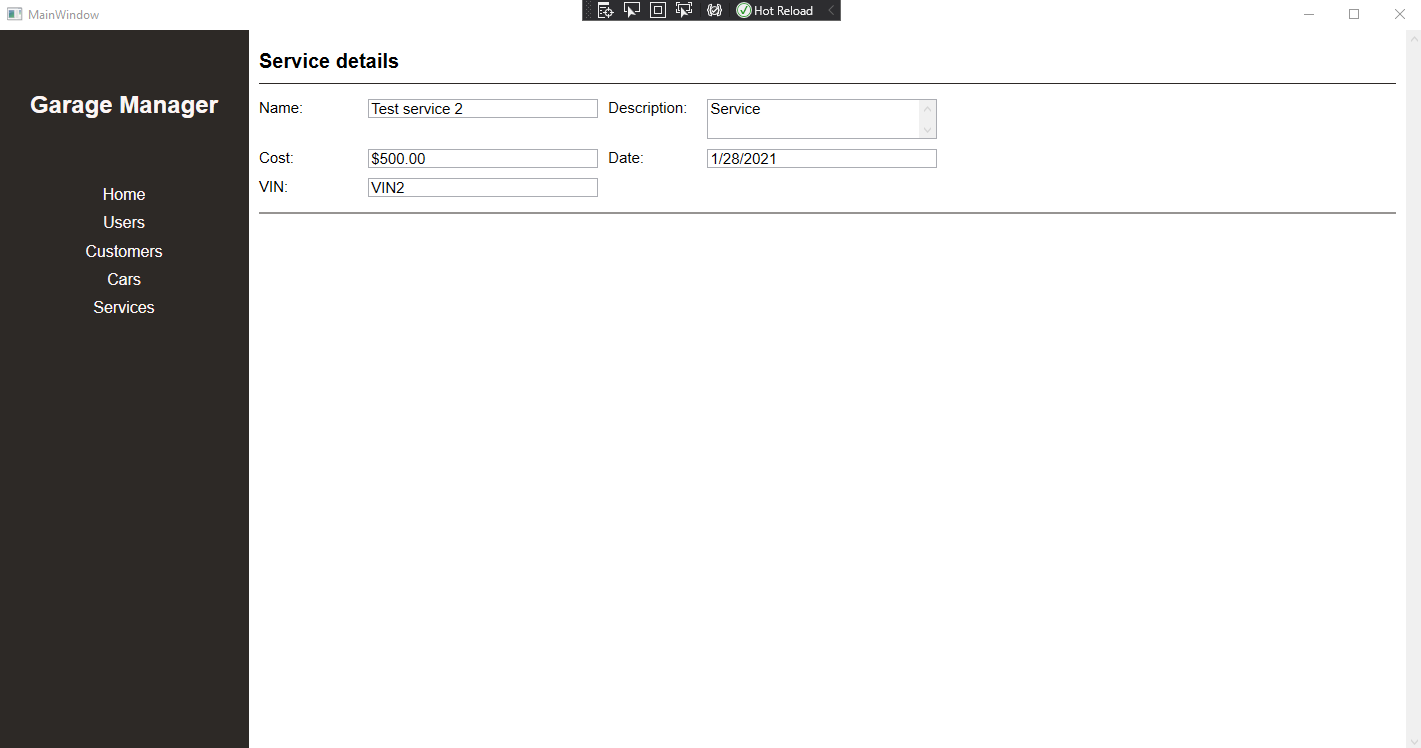 MainWindow
Hot Reload
Garage Manager
Home
Users
Customers
Cars
Services
Service details
Name: Test service 2 Description: Service
Cost: $500.00 Date: 1/28/2021
VIN: VIN2